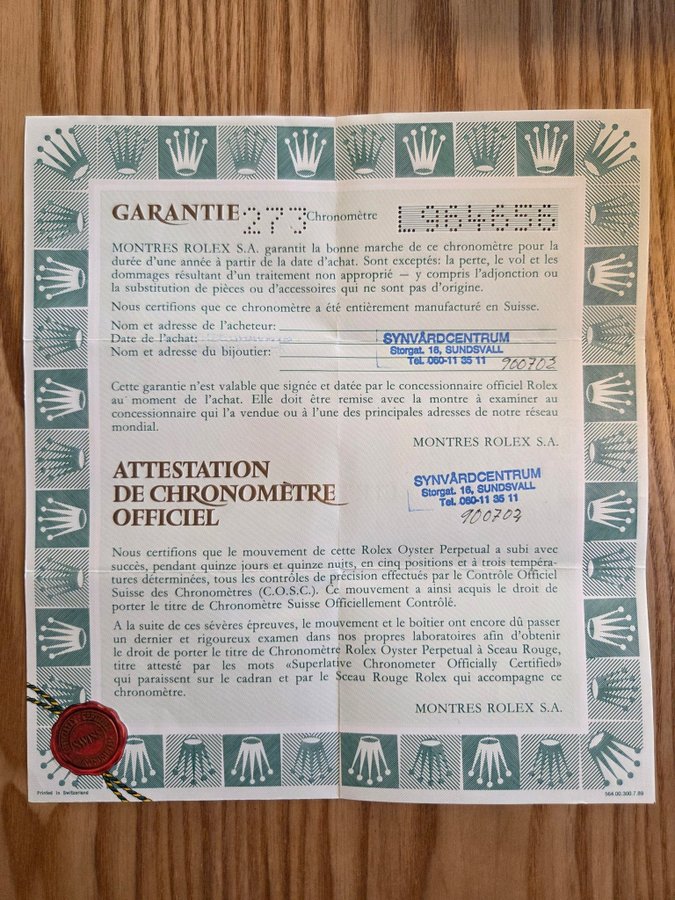 GARANTIE 273 Chronomètre L964656
MONTRES ROLEX S.A. garantit la bonne marche de ce chronomètre pour la
durée d'une année à partir de la date d'achat. Sont exceptés: la perte, le vol et les
dommages résultant d'un traitement non approprié — y compris l'adjonction ou
la substitution de pièces ou d'accessoires qui ne sont pas d'origine.
Nous certifions que ce chronomètre a été entièrement manufacturé en Suisse.
Nom et adresse de l'acheteur:
Date de l'achat:
Nom et adresse du bijoutier:
SYNVÅRDCENTRUM
Storgat. 16, SUNDSVALL
Tel. 060-11 35 11
900703
Cette garantie n'est valable que signée et datée par le concessionnaire officiel Rolex
au moment de l'achat. Elle doit être remise avec la montre à examiner au
concessionnaire qui l'a vendue ou à l'une des principales adresses de notre réseau
mondial.
MONTRES ROLEX S.A.
ATTESTATION
DE CHRONOMÈTRE
OFFICIEL
SYNVÅRDCENTRUM
Storgat. 16, SUNDSVALL
Tel. 060-11 35 11
900703
Nous certifions que le mouvement de cette Rolex Oyster Perpetual a subi avec
succès, pendant quinze jours et quinze nuits, en cinq positions et à trois tempéra-
tures déterminées, tous les contrôles de précision effectués par le Contrôle Officiel
Suisse des Chronomètres (C.O.S.C.). Ce mouvement a ainsi acquis le droit de
porter le titre de Chronomètre Suisse Officiellement Contrôlé.
A la suite de ces sévères épreuves, le mouvement et le boîtier ont encore dû passer
un dernier et rigoureux examen dans nos propres laboratoires afin d'obtenir
le droit de porter le titre de Chronomètre Rolex Oyster Perpetual à Sceau Rouge,
titre attesté par les mots «Superlative Chronometer Officially Certified»
qui paraissent sur le cadran et par le Sceau Rouge Rolex qui accompagne ce
chronomètre.
MONTRES ROLEX S.A.
Printed in Switzerland
564.00.300.7.89